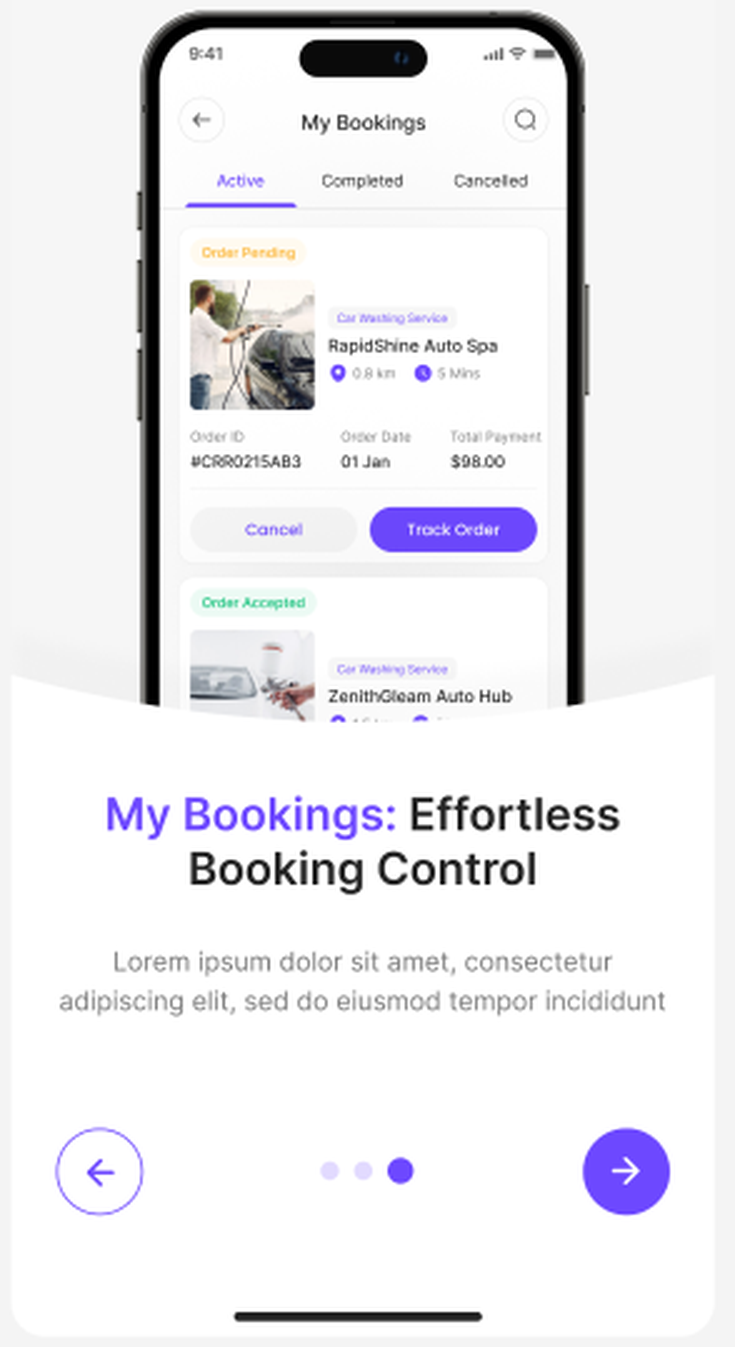 9:41
My Bookings
Active Completed Cancelled
Order Pending
Car Washing Service
RapidShine Auto Spa
0.8 km 5 Mins
Order ID Order Date Total Payment
#CRR0215AB3 01 Jan $98.00
Cancel Track Order
Order Accepted
Car Washing Service
ZenithGleam Auto Hub
My Bookings: Effortless
Booking Control
Lorem ipsum dolor sit amet, consectetur
adipiscing elit, sed do eiusmod tempor incididunt